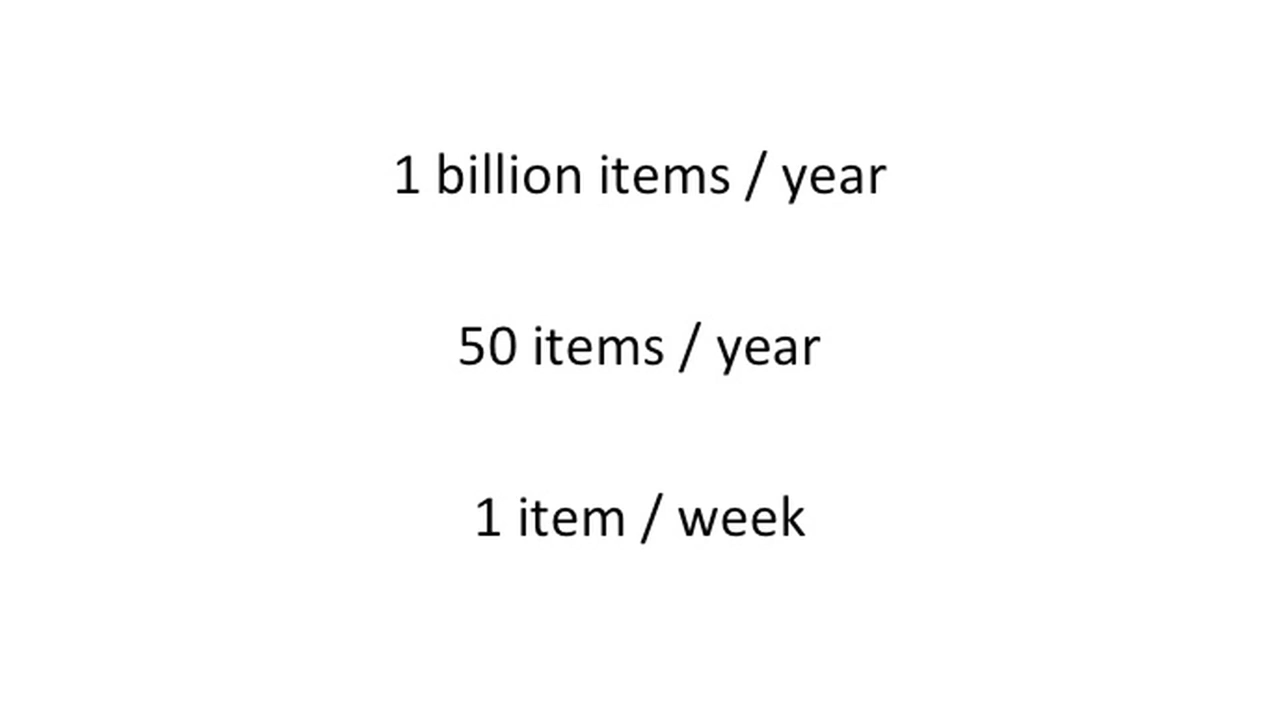 1 billion items / year
50 items / year
1 item / week